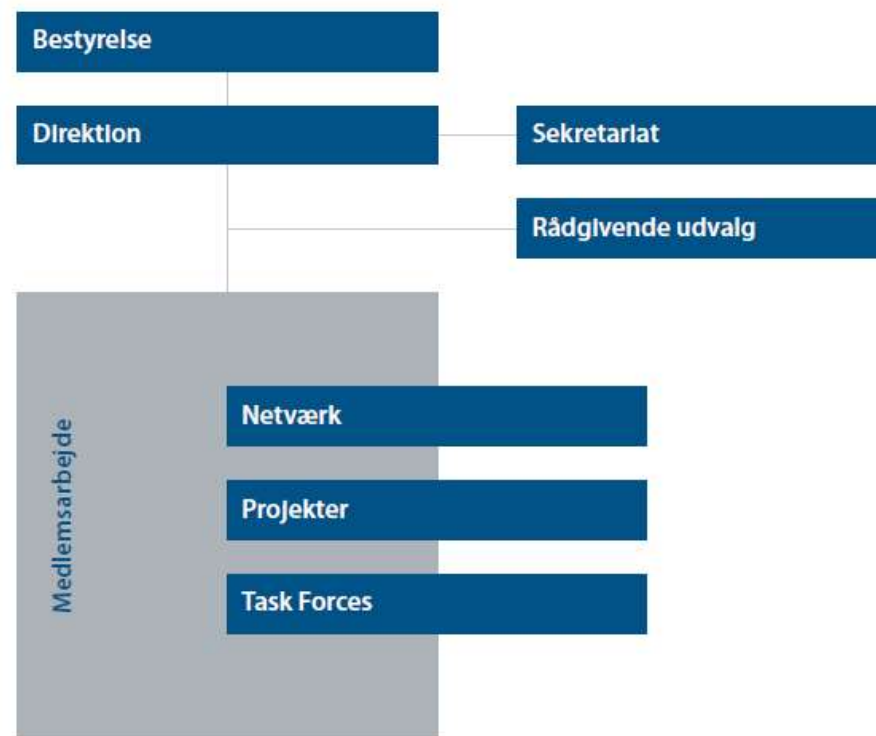 Bestyrelse
Direktion
Sekretariat
Rådgivende udvalg
Medlemsarbejde
Netværk
Projekter
Task Forces